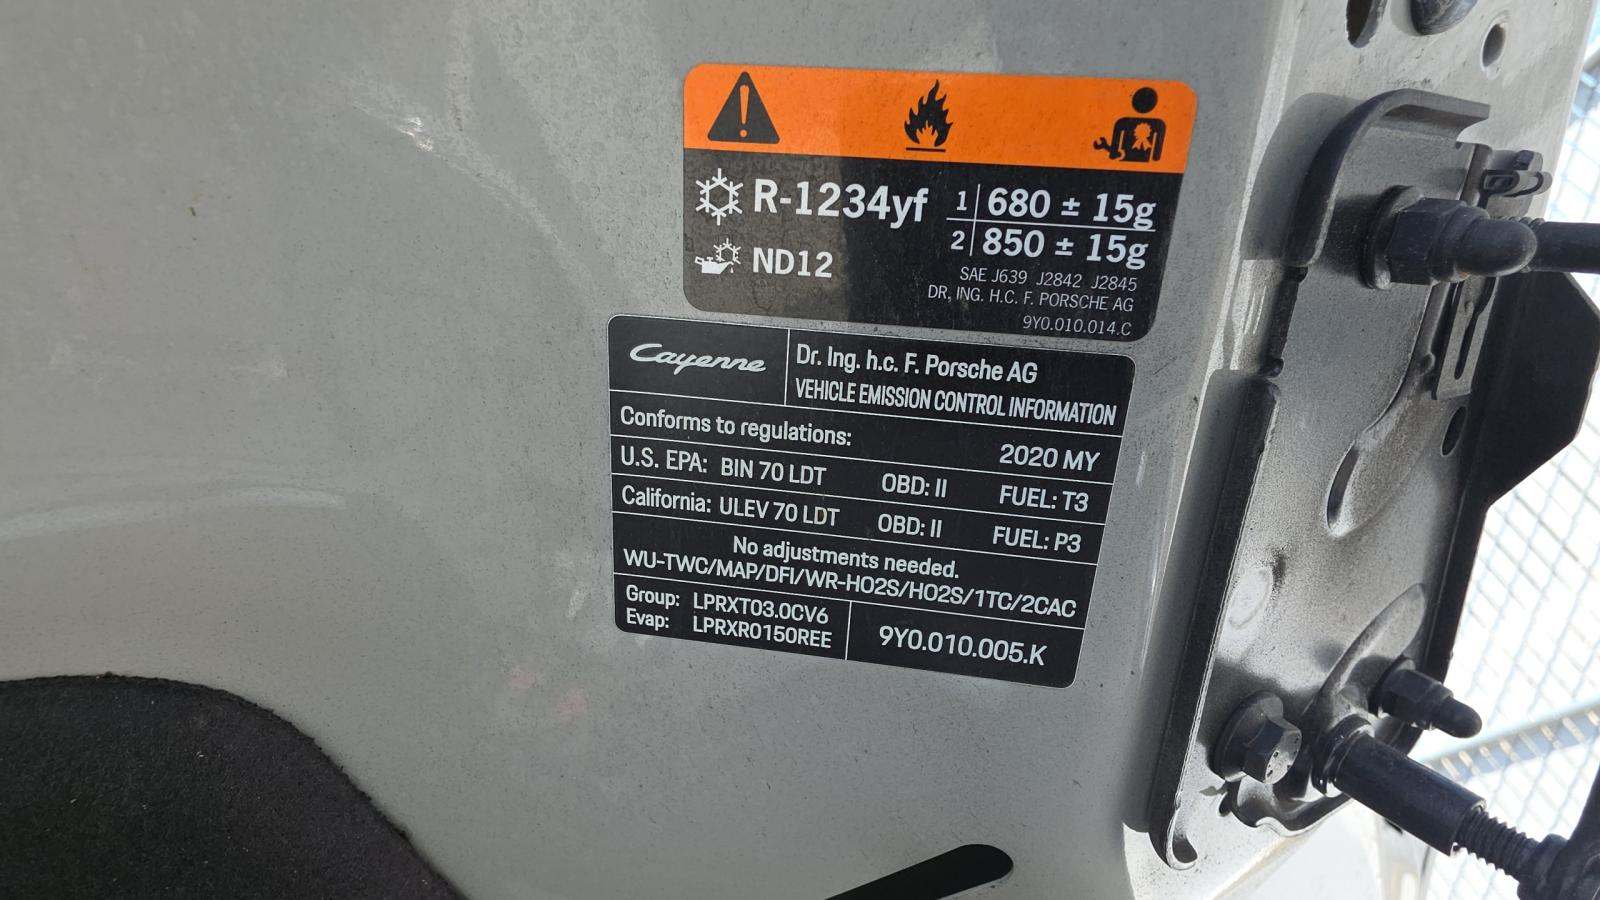 R-1234yf 1 680 ± 15g
2 850 ± 15g
ND12
SAE J639 J2842 J2845
DR, ING. H.C. F. PORSCHE AG
9Y0.010.014.C
Cayenne
Dr. Ing. h.c. F. Porsche AG
VEHICLE EMISSION CONTROL INFORMATION
Conforms to regulations: 2020 MY
U.S. EPA: BIN 70 LDT OBD: II FUEL: T3
California: ULEV 70 LDT OBD: II FUEL: P3
No adjustments needed.
WU-TWC/MAP/DFI/WR-HO2S/HO2S/1TC/2CAC
Group: LPRXT03.0CV6
Evap: LPRXR0150REE
9Y0.010.005.K